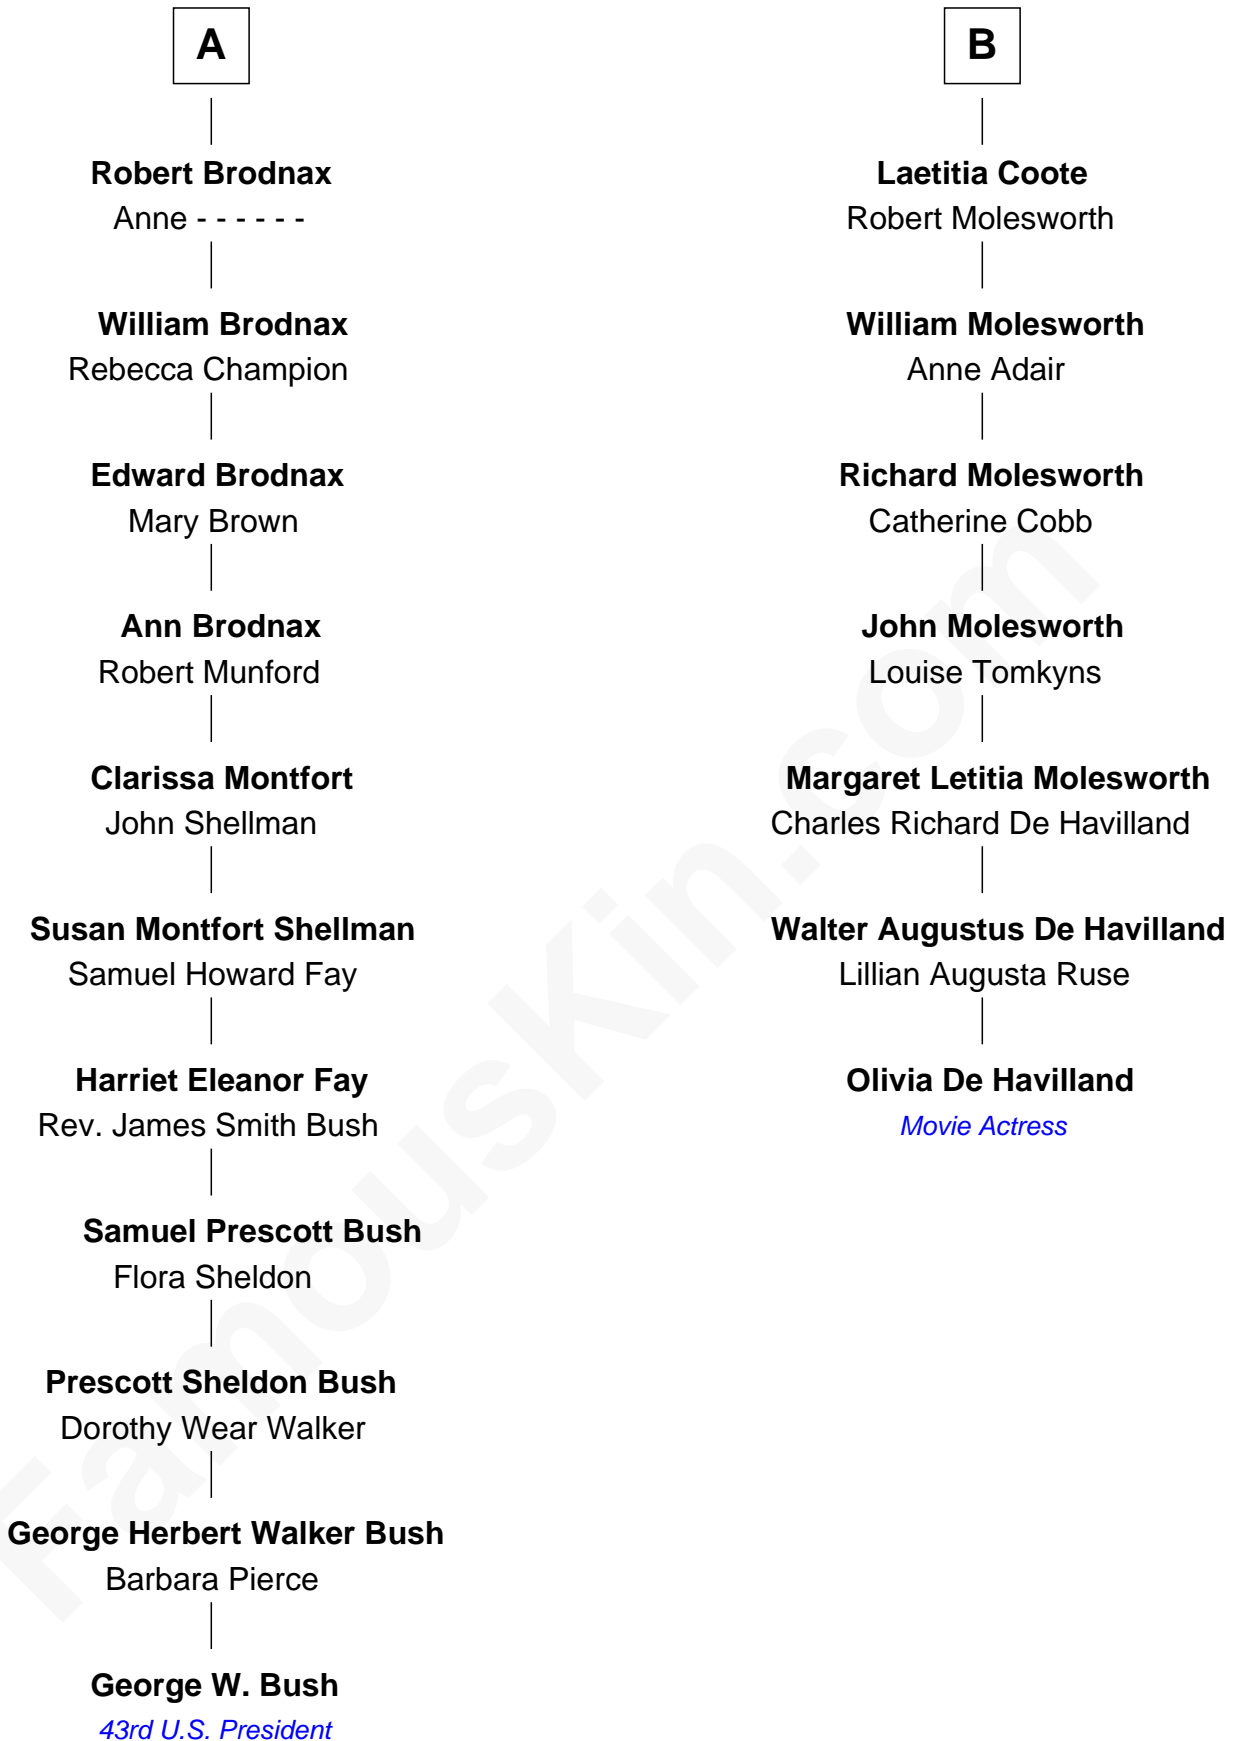 A
Robert Brodnax
Anne - - - - - -
William Brodnax
Rebecca Champion
Edward Brodnax
Mary Brown
Ann Brodnax
Robert Munford
Clarissa Montfort
John Shellman
Susan Montfort Shellman
Samuel Howard Fay
Harriet Eleanor Fay
Rev. James Smith Bush
Samuel Prescott Bush
Flora Sheldon
Prescott Sheldon Bush
Dorothy Wear Walker
George Herbert Walker Bush
Barbara Pierce
George W. Bush
43rd U.S. President
B
Laetitia Coote
Robert Molesworth
William Molesworth
Anne Adair
Richard Molesworth
Catherine Cobb
John Molesworth
Louise Tomkyns
Margaret Letitia Molesworth
Charles Richard De Havilland
Walter Augustus De Havilland
Lillian Augusta Ruse
Olivia De Havilland
Movie Actress
FamousKin.com